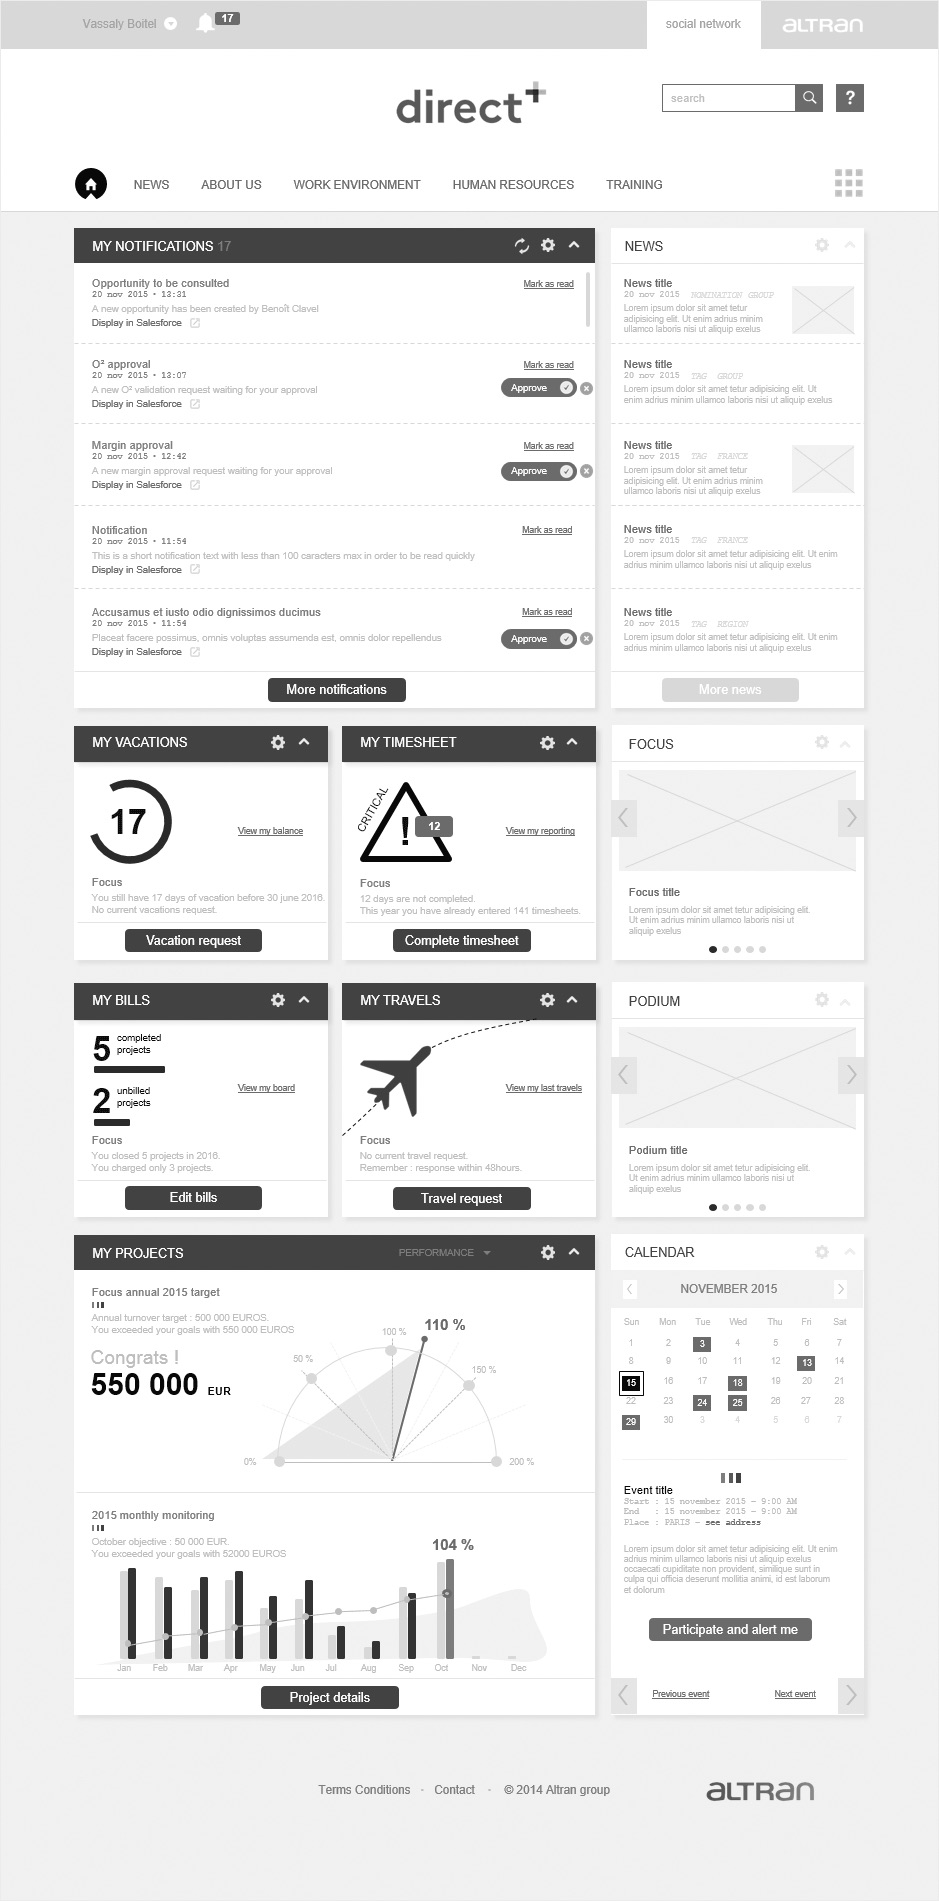 Vassaly Boitel
17
social network
altran
direct+
search
?
NEWS
ABOUT US
WORK ENVIRONMENT
HUMAN RESOURCES
TRAINING
MY NOTIFICATIONS 17
Opportunity to be consulted
Mark as read
20 nov 2015 • 13:31
A new opportunity has been created by Benoît Clavel
Display in Salesforce
O² approval
Mark as read
20 nov 2015 • 13:07
A new O² validation request waiting for your approval
Approve
Display in Salesforce
Margin approval
Mark as read
20 nov 2015 • 12:42
A new margin approval request waiting for your approval
Approve
Display in Salesforce
Notification
Mark as read
20 nov 2015 • 11:54
This is a short notification text with less than 100 caracters max in order to be read quickly
Display in Salesforce
Accusamus et iusto odio dignissimos ducimus
Mark as read
20 nov 2015 • 11:54
Placeat facere possimus, omnis voluptas assumenda est, omnis dolor repellendus
Approve
Display in Salesforce
More notifications
NEWS
News title
20 nov 2015 NOMINATION GROUP
Lorem ipsum dolor sit amet tetur
adipisicing elit. Ut enim adrius minim
ullamco laboris nisi ut aliquip exelus
News title
20 nov 2015 TAG GROUP
Lorem ipsum dolor sit amet tetur adipisicing elit. Ut
enim adrius minim ullamco laboris nisi ut aliquip exelus
News title
20 nov 2015 TAG FRANCE
Lorem ipsum dolor sit amet tetur
adipisicing elit. Ut enim adrius minim
ullamco laboris nisi ut aliquip exelus
News title
20 nov 2015 TAG FRANCE
Lorem ipsum dolor sit amet tetur adipisicing elit. Ut enim
ullamco laboris nisi ut aliquip exelus
News title
20 nov 2015 TAG REGION
Lorem ipsum dolor sit amet tetur adipisicing elit. Ut enim
ullamco laboris nisi ut aliquip exelus
More news
MY VACATIONS
17
View my balance
Focus
You still have 17 days of vacation before 30 june 2016.
No current vacations request.
Vacation request
MY TIMESHEET
CRITICAL
!
12
View my reporting
Focus
12 days are not completed.
This year you have already entered 141 timesheets.
Complete timesheet
FOCUS
Focus title
Lorem ipsum dolor sit amet tetur adipisicing elit.
Ut enim adrius minim ullamco laboris nisi ut
aliquip exelus
MY BILLS
5 completed
projects
2 unbilled
projects
View my board
Focus
You closed 5 projects in 2016.
You charged only 3 projects.
Edit bills
MY TRAVELS
View my last travels
Focus
No current travel request.
Remember : response within 48hours.
Travel request
PODIUM
Podium title
Lorem ipsum dolor sit amet tetur adipisicing elit.
Ut enim adrius minim ullamco laboris nisi ut
aliquip exelus
MY PROJECTS
PERFORMANCE
Focus annual 2015 target
Annual turnover target : 500 000 EUROS.
You exceeded your goals with 550 000 EUROS
Congrats !
550 000 EUR
0%
50 %
100 %
110 %
150 %
200 %
2015 monthly monitoring
October objective : 50 000 EUR.
You exceeded your goals with 52000 EUROS
104 %
Jan Feb Mar Apr May Jun Jul Aug Sep Oct Nov Dec
Project details
CALENDAR
NOVEMBER 2015
Sun Mon Tue Wed Thu Fri Sat
1 2 3 4 5 6 7
8 9 10 11 12 13 14
15 16 17 18 19 20 21
22 23 24 25 26 27 28
29 30 3 4 5 6 7
Event title
Start : 15 november 2015 – 9:00 AM
End : 15 november 2015 – 9:00 AM
Place : PARIS – see address
Lorem ipsum dolor sit amet tetur adipisicing elit. Ut enim
adrius minim ullamco laboris nisi ut aliquip exelus
occaecati cupiditate non provident, similique sunt in
culpa qui officia deserunt mollitia animi, id est laborum
et dolorum
Participate and alert me
Previous event
Next event
Terms Conditions - Contact - © 2014 Altran group
altran